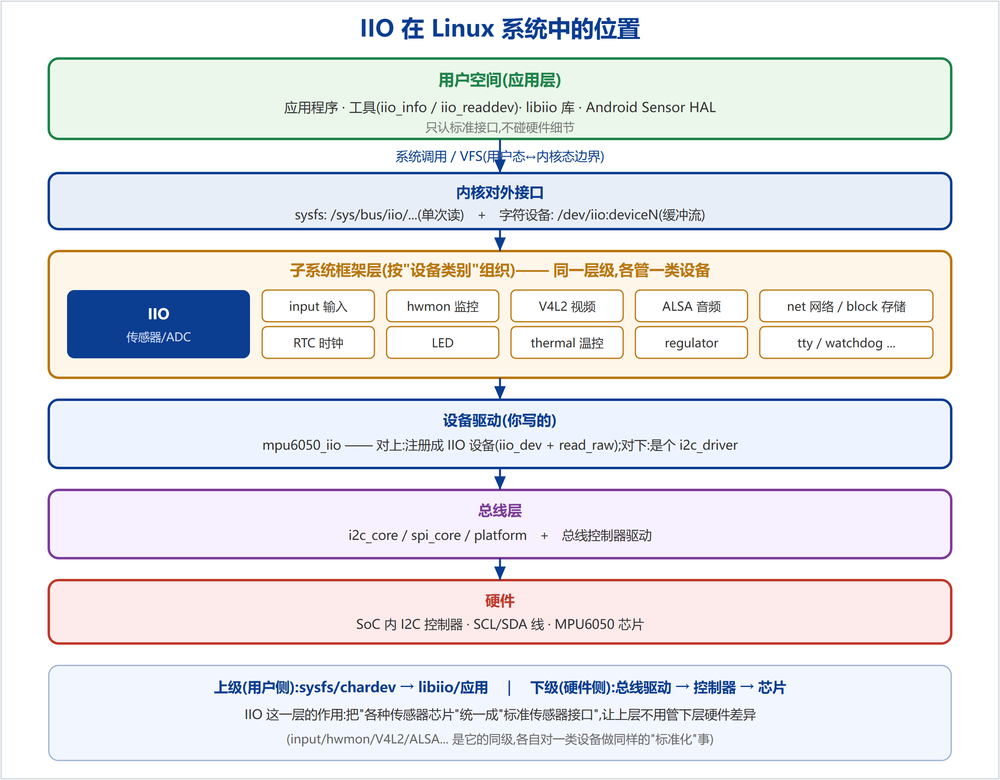 IIO 在 Linux 系统中的位置
用户空间(应用层)
应用程序 · 工具(iio_info / iio_readdev)· libiio 库 · Android Sensor HAL
只认标准接口,不碰硬件细节
系统调用 / VFS(用户态↔内核态边界)
内核对外接口
sysfs: /sys/bus/iio/...(单次读) + 字符设备: /dev/iio:deviceN(缓冲流)
子系统框架层(按"设备类别"组织)—— 同一层级,各管一类设备
IIO
传感器/ADC
input 输入
hwmon 监控
V4L2 视频
ALSA 音频
net 网络 / block 存储
RTC 时钟
LED
thermal 温控
regulator
tty / watchdog ...
设备驱动(你写的)
mpu6050_iio —— 对上:注册成 IIO 设备(iio_dev + read_raw);对下:是个 i2c_driver
总线层
i2c_core / spi_core / platform + 总线控制器驱动
硬件
SoC 内 I2C 控制器 · SCL/SDA 线 · MPU6050 芯片
上级(用户侧):sysfs/chardev → libiio/应用 | 下级(硬件侧):总线驱动 → 控制器 → 芯片
IIO 这一层的作用:把"各种传感器芯片"统一成"标准传感器接口",让上层不用管下层硬件差异
(input/hwmon/V4L2/ALSA... 是它的同级,各自对一类设备做同样的"标准化"事)